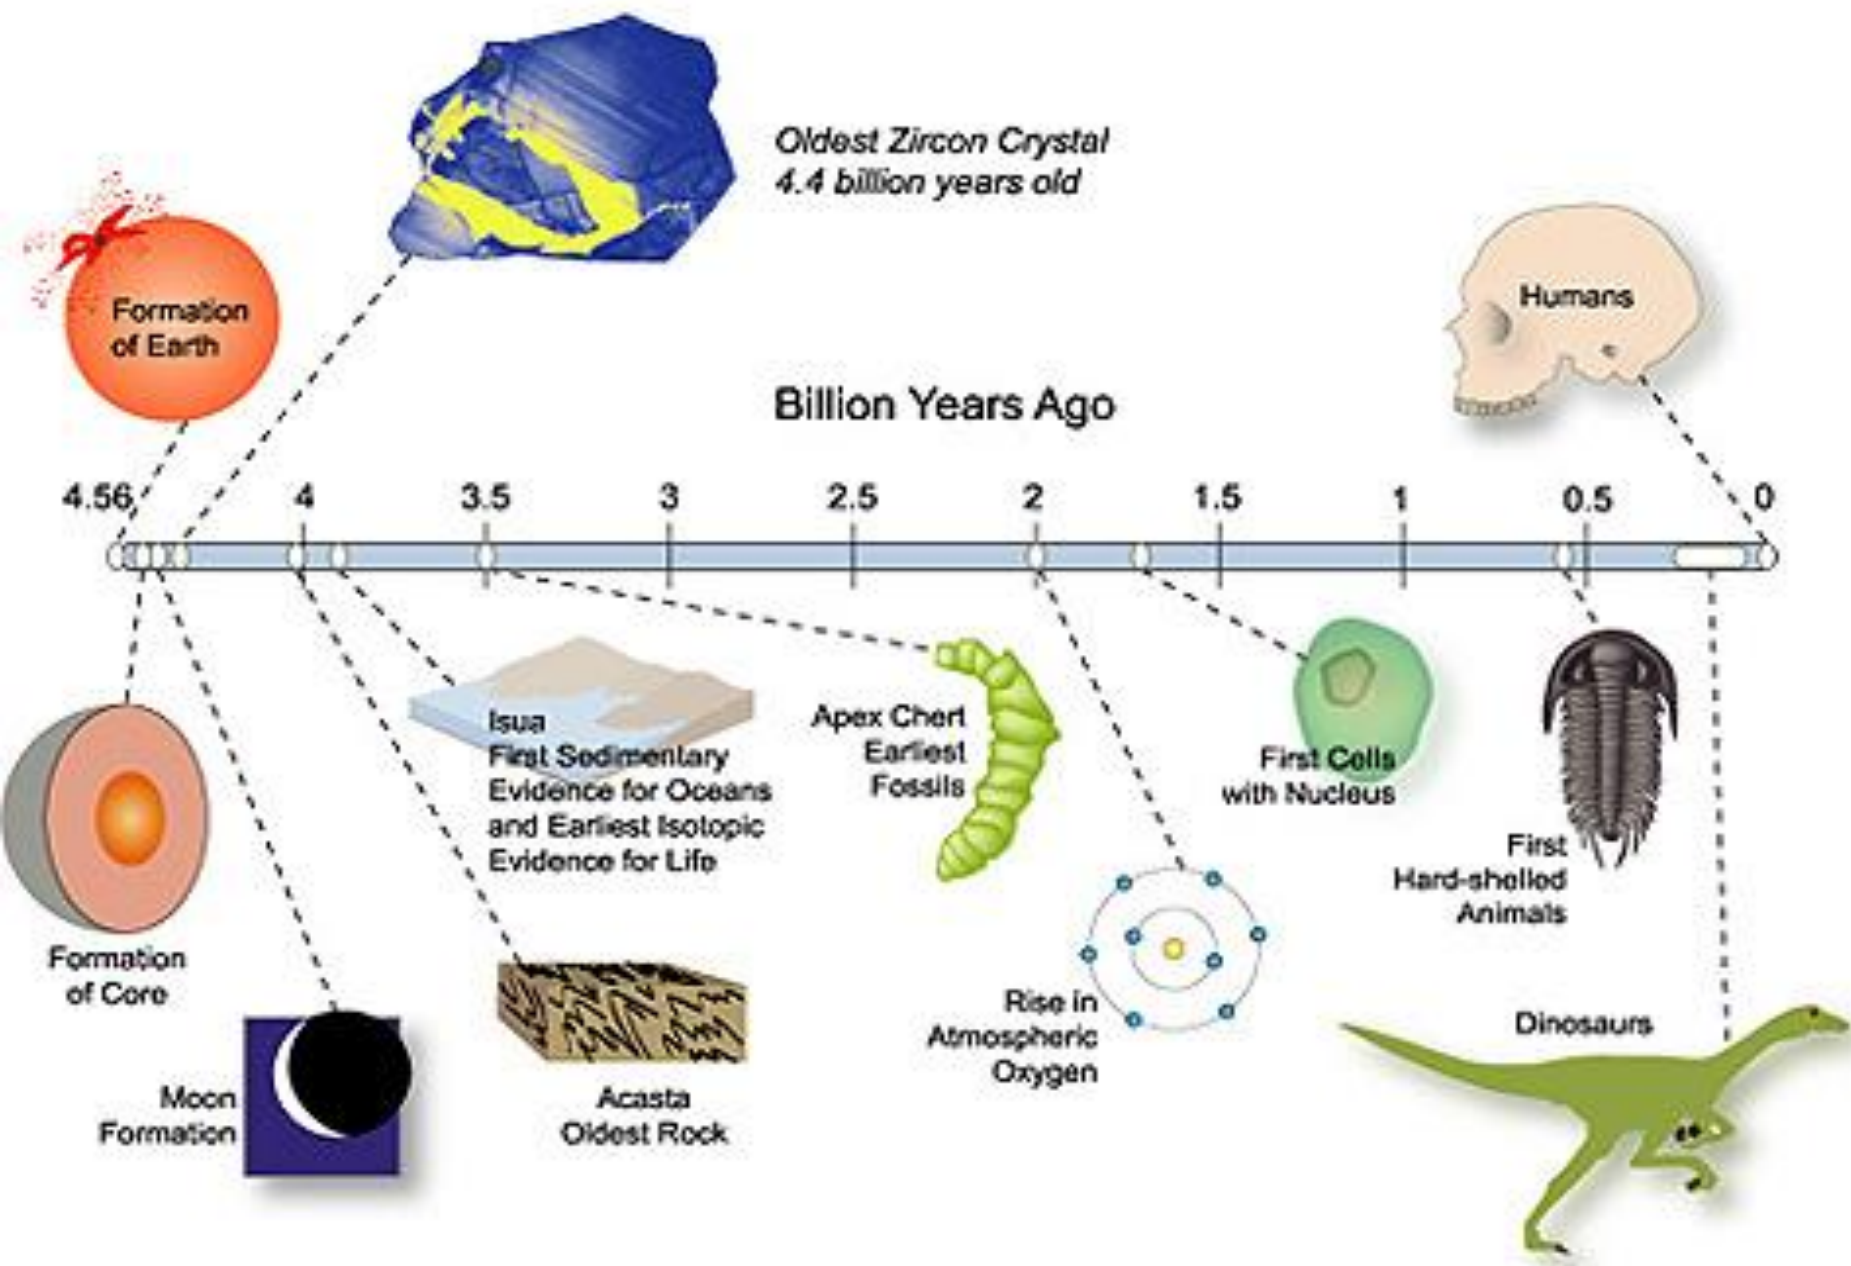 Oldest Zircon Crystal
4.4 billion years old
Formation
of Earth
Humans
Billion Years Ago
4.56
4
3.5
3
2.5
2
1.5
1
0.5
0
Isua
First Sedimentary
Evidence for Oceans
and Earliest Isotopic
Evidence for Life
Apex Chert
Earliest
Fossils
First Cells
with Nucleus
First
Hard-shelled
Animals
Formation
of Core
Rise in
Atmospheric
Oxygen
Dinosaurs
Moon
Formation
Acasta
Oldest Rock